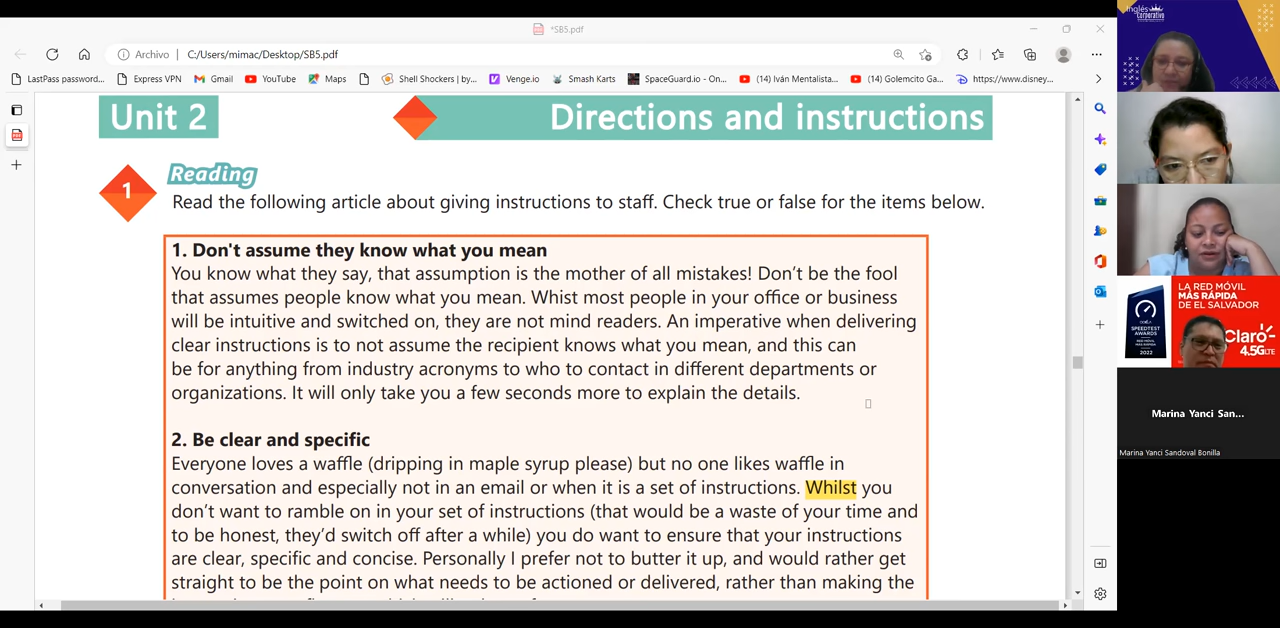 *SB5.pdf
Archivo
C:/Users/mimac/Desktop/SB5.pdf
LastPass password...
Express VPN
Gmail
YouTube
Maps
Shell Shockers | by...
Venge.io
Smash Karts
SpaceGuard.io - On...
(14) Iván Mentalista...
(14) Golemcito Ga...
https://www.disney...
Unit 2
Directions and instructions
Reading
1
Read the following article about giving instructions to staff. Check true or false for the items below.
1. Don't assume they know what you mean
You know what they say, that assumption is the mother of all mistakes! Don't be the fool
that assumes people know what you mean. Whist most people in your office or business
will be intuitive and switched on, they are not mind readers. An imperative when delivering
clear instructions is to not assume the recipient knows what you mean, and this can
be for anything from industry acronyms to who to contact in different departments or
organizations. It will only take you a few seconds more to explain the details.
2. Be clear and specific
Everyone loves a waffle (dripping in maple syrup please) but no one likes waffle in
conversation and especially not in an email or when it is a set of instructions. Whilst you
don't want to ramble on in your set of instructions (that would be a waste of your time and
to be honest, they'd switch off after a while) you do want to ensure that your instructions
are clear, specific and concise. Personally I prefer not to butter it up, and would rather get
straight to be the point on what needs to be actioned or delivered, rather than making the
Inglés
Corporativo
LA RED MÓVIL
MÁS RÁPIDA
DE EL SALVADOR
SPEEDTEST
AWARDS
2022
Claro
4.5G LTE
Marina Yanci San...
Marina Yanci Sandoval Bonilla